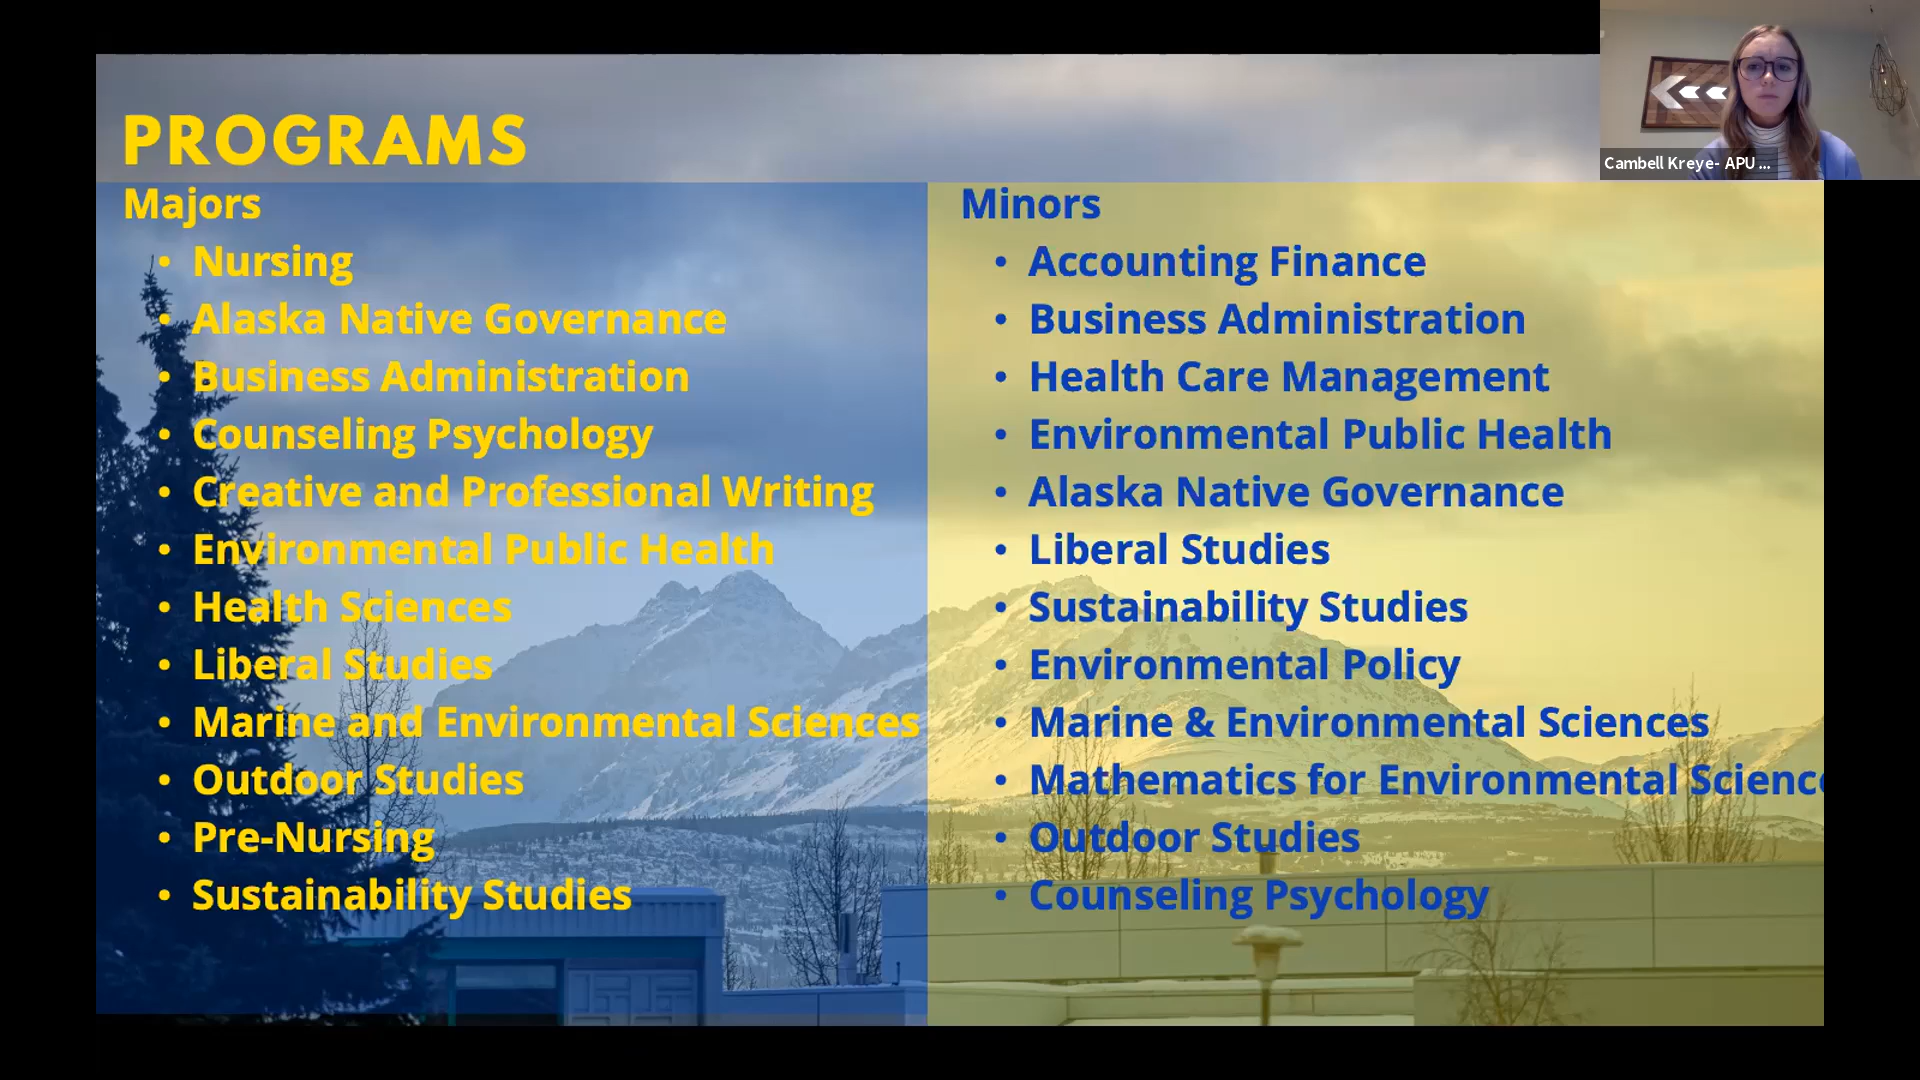 PROGRAMS
Majors
• Nursing
• Alaska Native Governance
• Business Administration
• Counseling Psychology
• Creative and Professional Writing
• Environmental Public Health
• Health Sciences
• Liberal Studies
• Marine and Environmental Sciences
• Outdoor Studies
• Pre-Nursing
• Sustainability Studies
Minors
• Accounting Finance
• Business Administration
• Health Care Management
• Environmental Public Health
• Alaska Native Governance
• Liberal Studies
• Sustainability Studies
• Environmental Policy
• Marine & Environmental Sciences
• Mathematics for Environmental Scienc
• Outdoor Studies
• Counseling Psychology
Cambell Kreye- APU ...